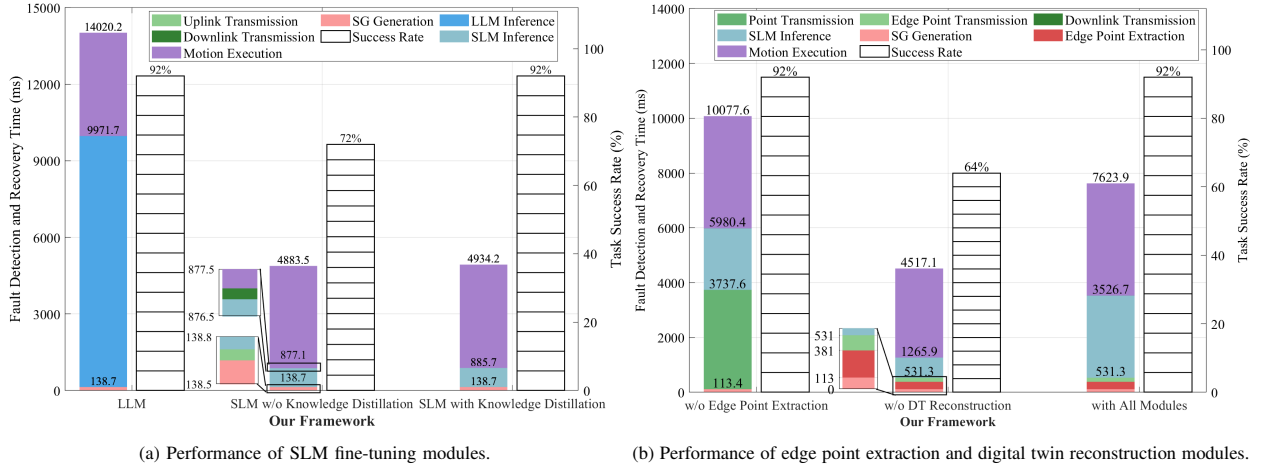 Uplink Transmission
SG Generation
LLM Inference
Downlink Transmission
Success Rate
SLM Inference
Motion Execution
Fault Detection and Recovery Time (ms)
15000
12000
9000
6000
3000
0
14020.2
9971.7
138.7
92%
877.5
876.5
138.8
138.5
4883.5
877.1
138.7
72%
4934.2
885.7
138.7
92%
100
80
60
40
20
0
Task Success Rate (%)
LLM
SLM w/o Knowledge Distillation
SLM with Knowledge Distillation
Our Framework
(a) Performance of SLM fine-tuning modules.
Point Transmission
Edge Point Transmission
Downlink Transmission
SLM Inference
SG Generation
Edge Point Extraction
Motion Execution
Success Rate
Fault Detection and Recovery Time (ms)
14000
12000
10000
8000
6000
4000
2000
0
10077.6
5980.4
3737.6
113.4
92%
531
381
113
0
4517.1
1265.9
531.3
64%
7623.9
3526.7
531.3
92%
100
80
60
40
20
0
Task Success Rate (%)
w/o Edge Point Extraction
w/o DT Reconstruction
with All Modules
Our Framework
(b) Performance of edge point extraction and digital twin reconstruction modules.